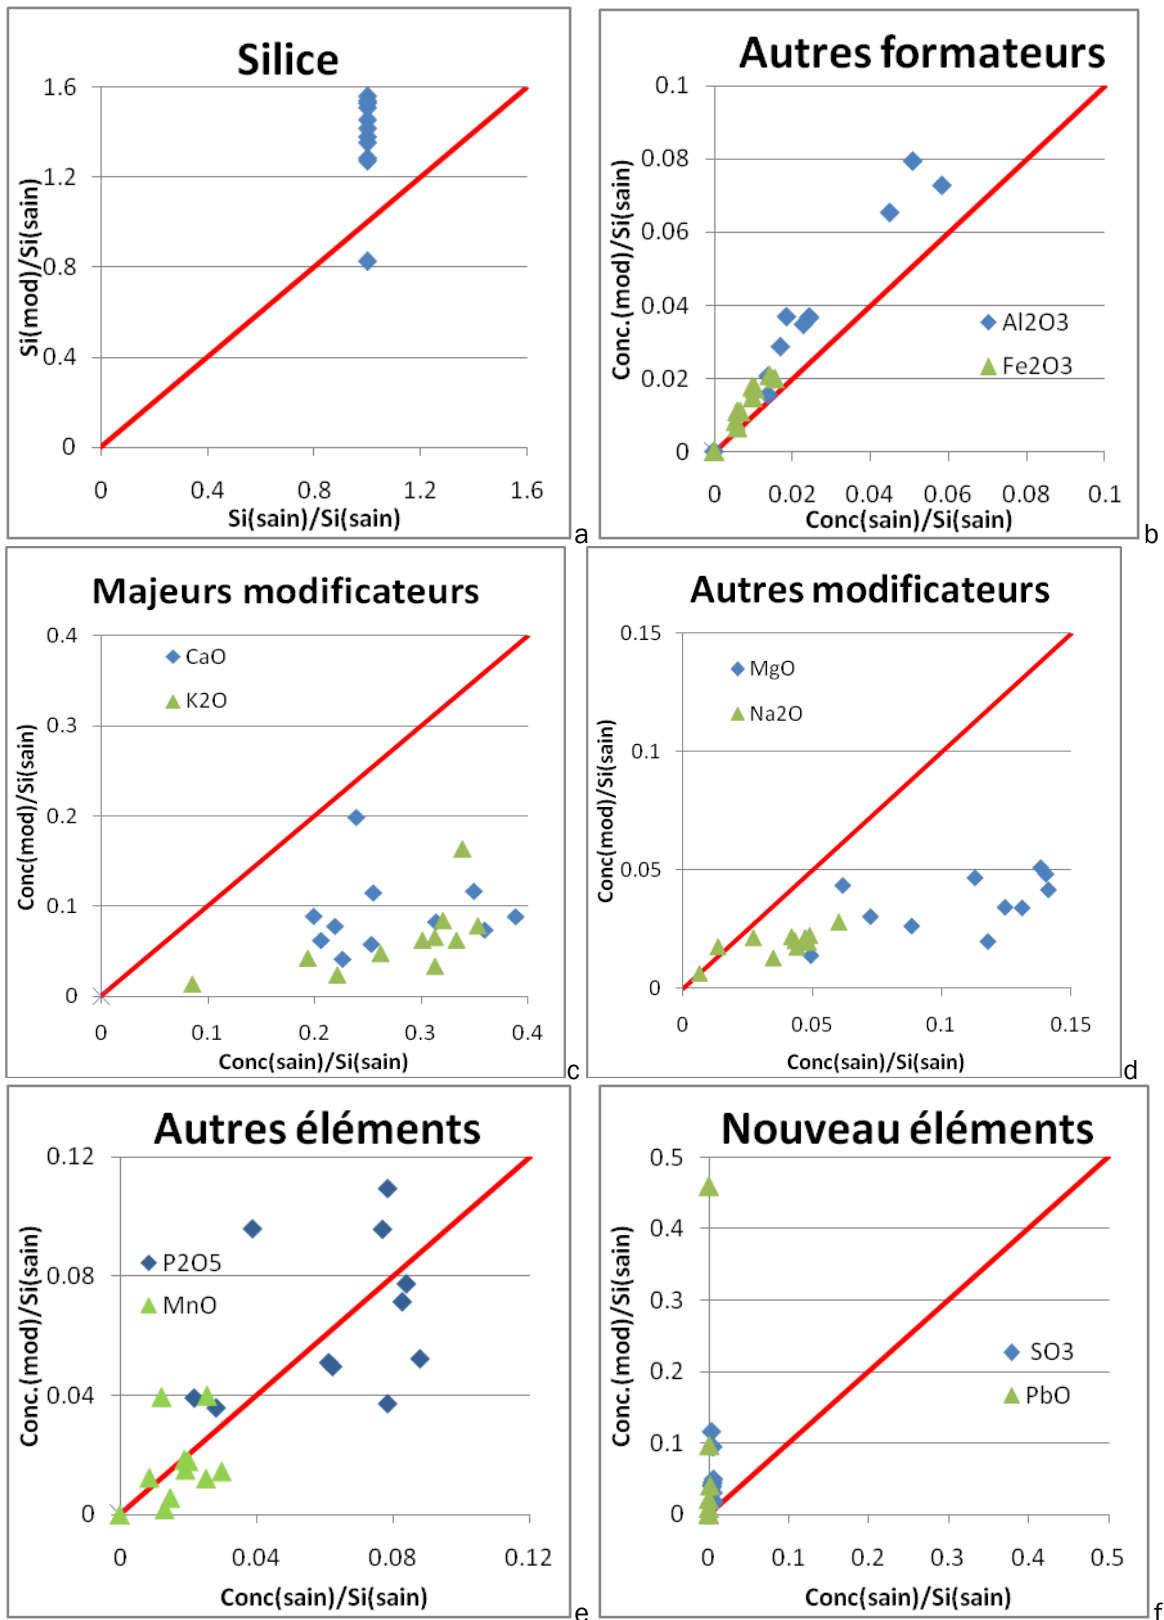 Silice
1.6
1.2
0.8
0.4
0
0 0.4 0.8 1.2 1.6
Si(mod)/Si(sain)
Si(sain)/Si(sain)
a
Autres formateurs
0.1
0.08
0.06
0.04
0.02
0
0 0.02 0.04 0.06 0.08 0.1
Conc.(mod)/Si(sain)
Conc(sain)/Si(sain)
Al2O3
Fe2O3
b
Majeurs modificateurs
0.4
0.3
0.2
0.1
0
0 0.1 0.2 0.3 0.4
Conc(mod)/Si(sain)
Conc(sain)/Si(sain)
CaO
K2O
c
Autres modificateurs
0.15
0.1
0.05
0
0 0.05 0.1 0.15
Conc(mod)/Si(sain)
Conc(sain)/Si(sain)
MgO
Na2O
d
Autres éléments
0.12
0.08
0.04
0
0 0.04 0.08 0.12
Conc.(mod)/Si(sain)
Conc(sain)/Si(sain)
P2O5
MnO
e
Nouveau éléments
0.5
0.4
0.3
0.2
0.1
0
0 0.1 0.2 0.3 0.4 0.5
Conc.(mod)/Si(sain)
Conc(sain)/Si(sain)
SO3
PbO
f